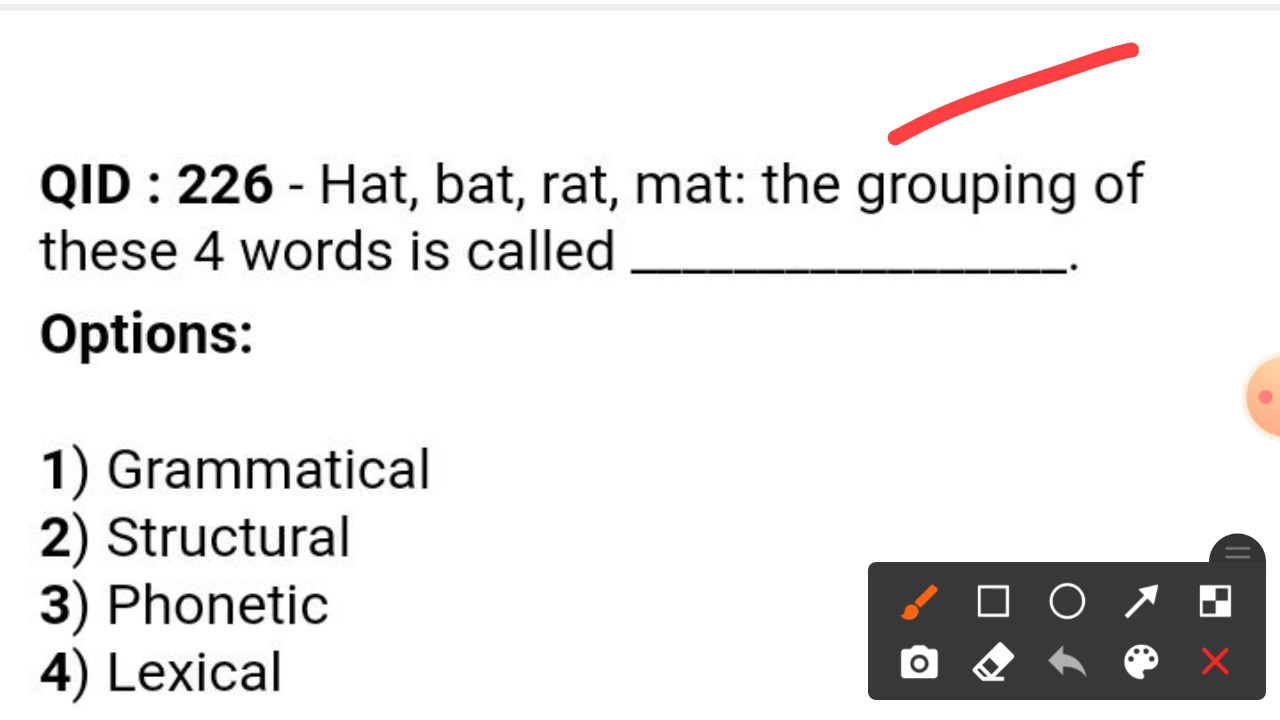 QID : 226 - Hat, bat, rat, mat: the grouping of
these 4 words is called _________________.
Options:
1) Grammatical
2) Structural
3) Phonetic
4) Lexical